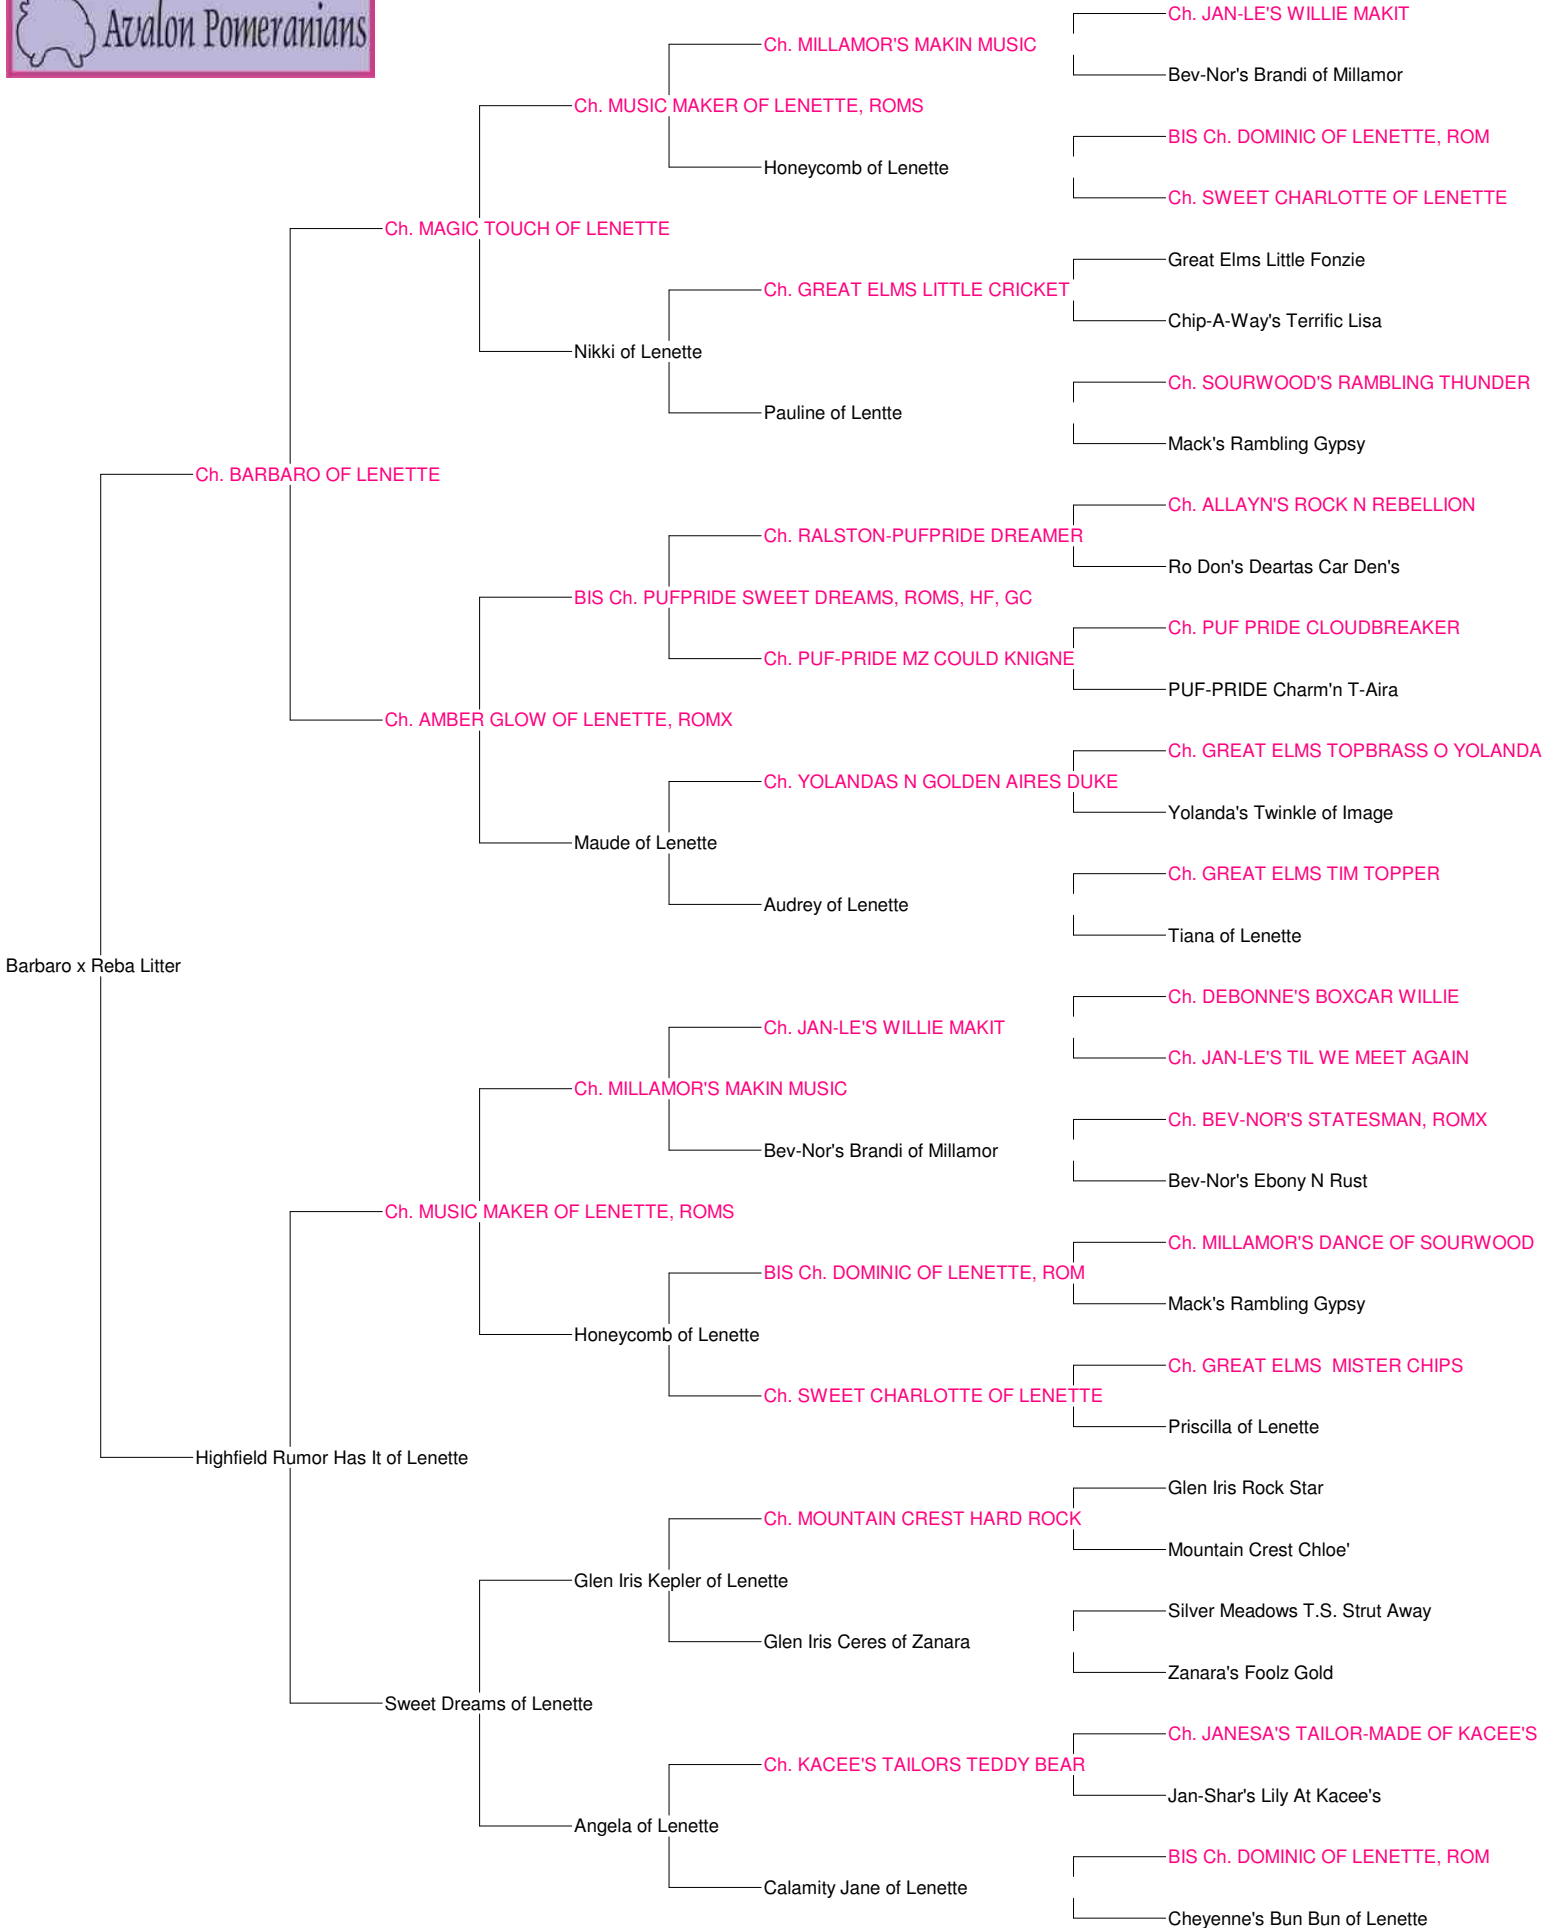 Avalon Pomeranians
Ch. JAN-LE'S WILLIE MAKIT
Ch. MILLAMOR'S MAKIN MUSIC
Bev-Nor's Brandi of Millamor
Ch. MUSIC MAKER OF LENETTE, ROMS
BIS Ch. DOMINIC OF LENETTE, ROM
Honeycomb of Lenette
Ch. SWEET CHARLOTTE OF LENETTE
Ch. MAGIC TOUCH OF LENETTE
Great Elms Little Fonzie
Ch. GREAT ELMS LITTLE CRICKET
Chip-A-Way's Terrific Lisa
Nikki of Lenette
Ch. SOURWOOD'S RAMBLING THUNDER
Pauline of Lentte
Mack's Rambling Gypsy
Ch. BARBARO OF LENETTE
Ch. ALLAYN'S ROCK N REBELLION
Ch. RALSTON-PUFPRIDE DREAMER
Ro Don's Deartas Car Den's
BIS Ch. PUFPRIDE SWEET DREAMS, ROMS, HF, GC
Ch. PUF PRIDE CLOUDBREAKER
Ch. PUF-PRIDE MZ COULD KNIGNE
PUF-PRIDE Charm'n T-Aira
Ch. AMBER GLOW OF LENETTE, ROMX
Ch. GREAT ELMS TOPBRASS O YOLANDA
Ch. YOLANDAS N GOLDEN AIRES DUKE
Yolanda's Twinkle of Image
Maude of Lenette
Ch. GREAT ELMS TIM TOPPER
Audrey of Lenette
Tiana of Lenette
Barbaro x Reba Litter
Ch. DEBONNE'S BOXCAR WILLIE
Ch. JAN-LE'S WILLIE MAKIT
Ch. JAN-LE'S TIL WE MEET AGAIN
Ch. MILLAMOR'S MAKIN MUSIC
Ch. BEV-NOR'S STATESMAN, ROMX
Bev-Nor's Brandi of Millamor
Bev-Nor's Ebony N Rust
Ch. MUSIC MAKER OF LENETTE, ROMS
Ch. MILLAMOR'S DANCE OF SOURWOOD
BIS Ch. DOMINIC OF LENETTE, ROM
Mack's Rambling Gypsy
Honeycomb of Lenette
Ch. GREAT ELMS  MISTER CHIPS
Ch. SWEET CHARLOTTE OF LENETTE
Priscilla of Lenette
Highfield Rumor Has It of Lenette
Glen Iris Rock Star
Ch. MOUNTAIN CREST HARD ROCK
Mountain Crest Chloe'
Glen Iris Kepler of Lenette
Silver Meadows T.S. Strut Away
Glen Iris Ceres of Zanara
Zanara's Foolz Gold
Sweet Dreams of Lenette
Ch. JANESA'S TAILOR-MADE OF KACEE'S
Ch. KACEE'S TAILORS TEDDY BEAR
Jan-Shar's Lily At Kacee's
Angela of Lenette
BIS Ch. DOMINIC OF LENETTE, ROM
Calamity Jane of Lenette
Cheyenne's Bun Bun of Lenette